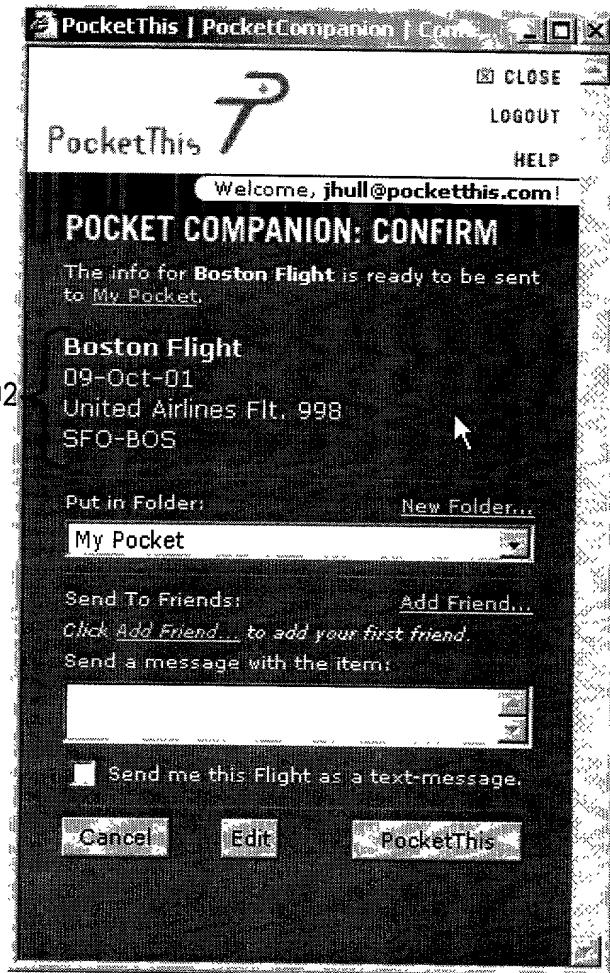 PocketThis | PocketCompanion |
PocketThis
CLOSE
LOGOUT
HELP
Welcome, jhull@pocketthis.com!
POCKET COMPANION: CONFIRM
The info for Boston Flight is ready to be sent
to My Pocket.
Boston Flight
09-Oct-01
United Airlines Flt. 998
SFO-BOS
Put in Folder:
New Folder...
My Pocket
Send To Friends:
Add Friend...
Click Add Friend... to add your first friend.
Send a message with the item:
Send me this Flight as a text-message.
Cancel
Edit
PocketThis